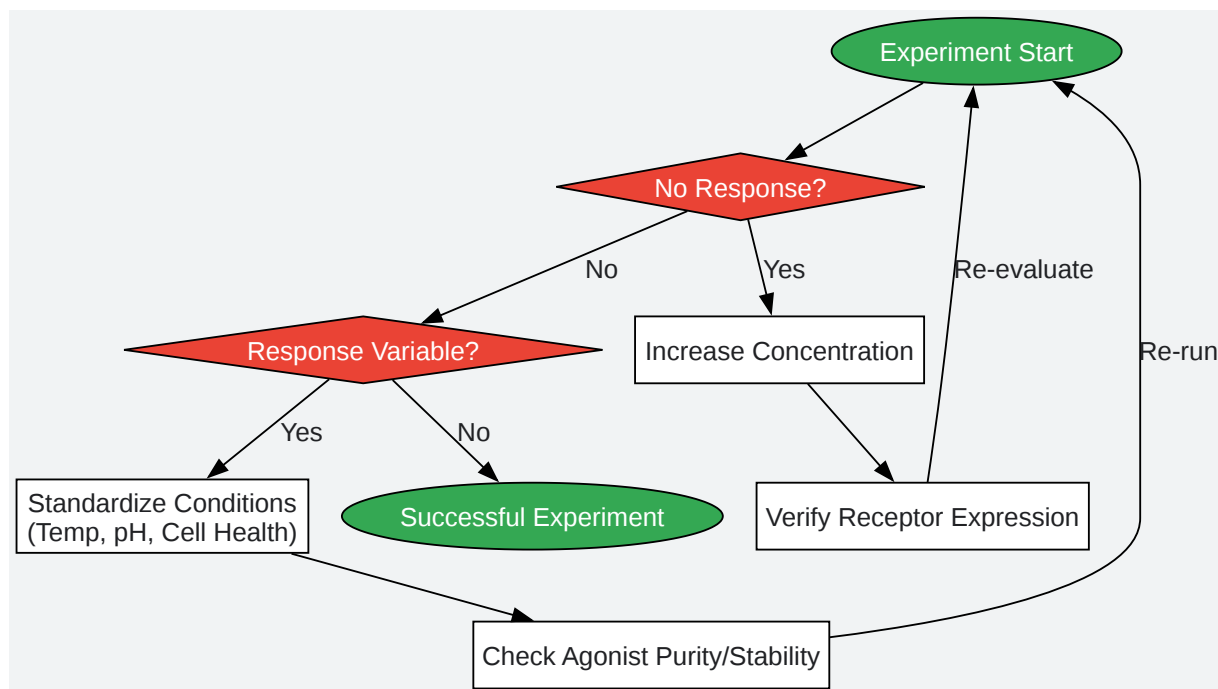 Experiment Start
No Response?
No
Yes
Re-evaluate
Response Variable?
Increase Concentration
Re-run
Yes
No
Standardize Conditions
(Temp, pH, Cell Health)
Successful Experiment
Verify Receptor Expression
Check Agonist Purity/Stability